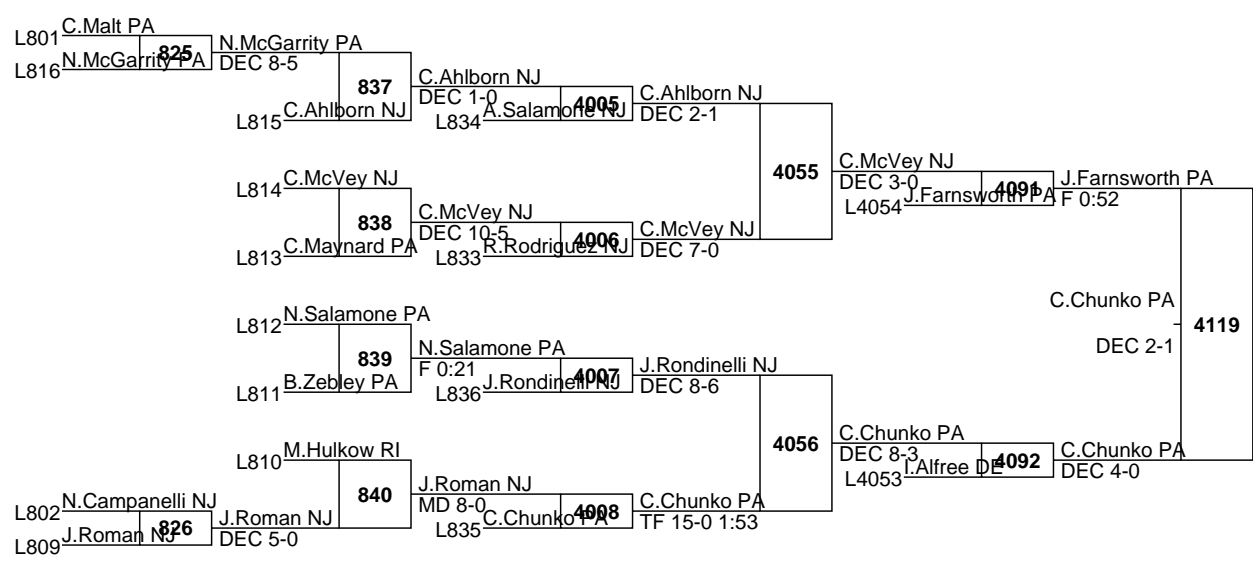 C.Malt PA
L801
825
N.McGarrity PA
L816
N.McGarrity PA
DEC 8-5
837
C.Ahlborn NJ
DEC 1-0
L815
C.Ahlborn NJ
L834
A.Salamone NJ
4005
C.Ahlborn NJ
DEC 2-1
4055
C.McVey NJ
DEC 3-0
L814
C.McVey NJ
838
C.McVey NJ
DEC 10-5
L813
C.Maynard PA
L833
R.Rodriguez NJ
4006
C.McVey NJ
DEC 7-0
L4054
J.Farnsworth PA
4091
J.Farnsworth PA
F 0:52
C.Chunko PA
4119
DEC 2-1
L812
N.Salamone PA
839
N.Salamone PA
F 0:21
L811
B.Zebley PA
L836
J.Rondinelli NJ
4007
J.Rondinelli NJ
DEC 8-6
4056
C.Chunko PA
DEC 8-3
L4053
I.Alfree DE
4092
C.Chunko PA
DEC 4-0
L810
M.Hulkow RI
840
J.Roman NJ
MD 8-0
L802
N.Campanelli NJ
826
J.Roman NJ
DEC 5-0
L809
J.Roman NJ
L835
C.Chunko PA
4008
C.Chunko PA
TF 15-0 1:53